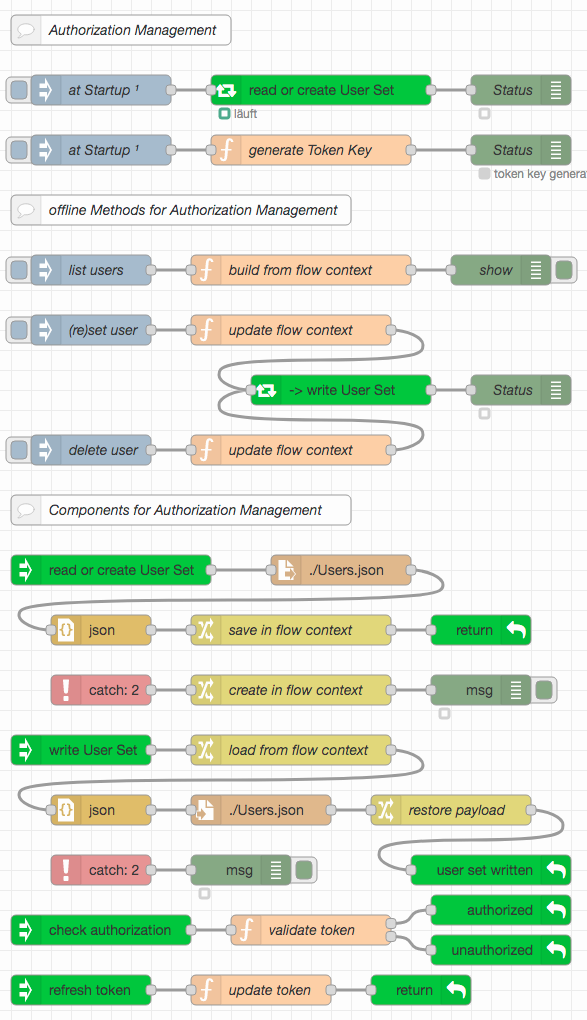 Authorization Management
at Startup ¹ read or create User Set Status
läuft
at Startup ¹ generate Token Key Status
token key genera
offline Methods for Authorization Management
list users build from flow context show
(re)set user update flow context
-> write User Set Status
delete user update flow context
Components for Authorization Management
read or create User Set ./Users.json
json save in flow context return
catch: 2 create in flow context msg
write User Set load from flow context
json ./Users.json restore payload
catch: 2 msg user set written
authorized
check authorization validate token
unauthorized
refresh token update token return